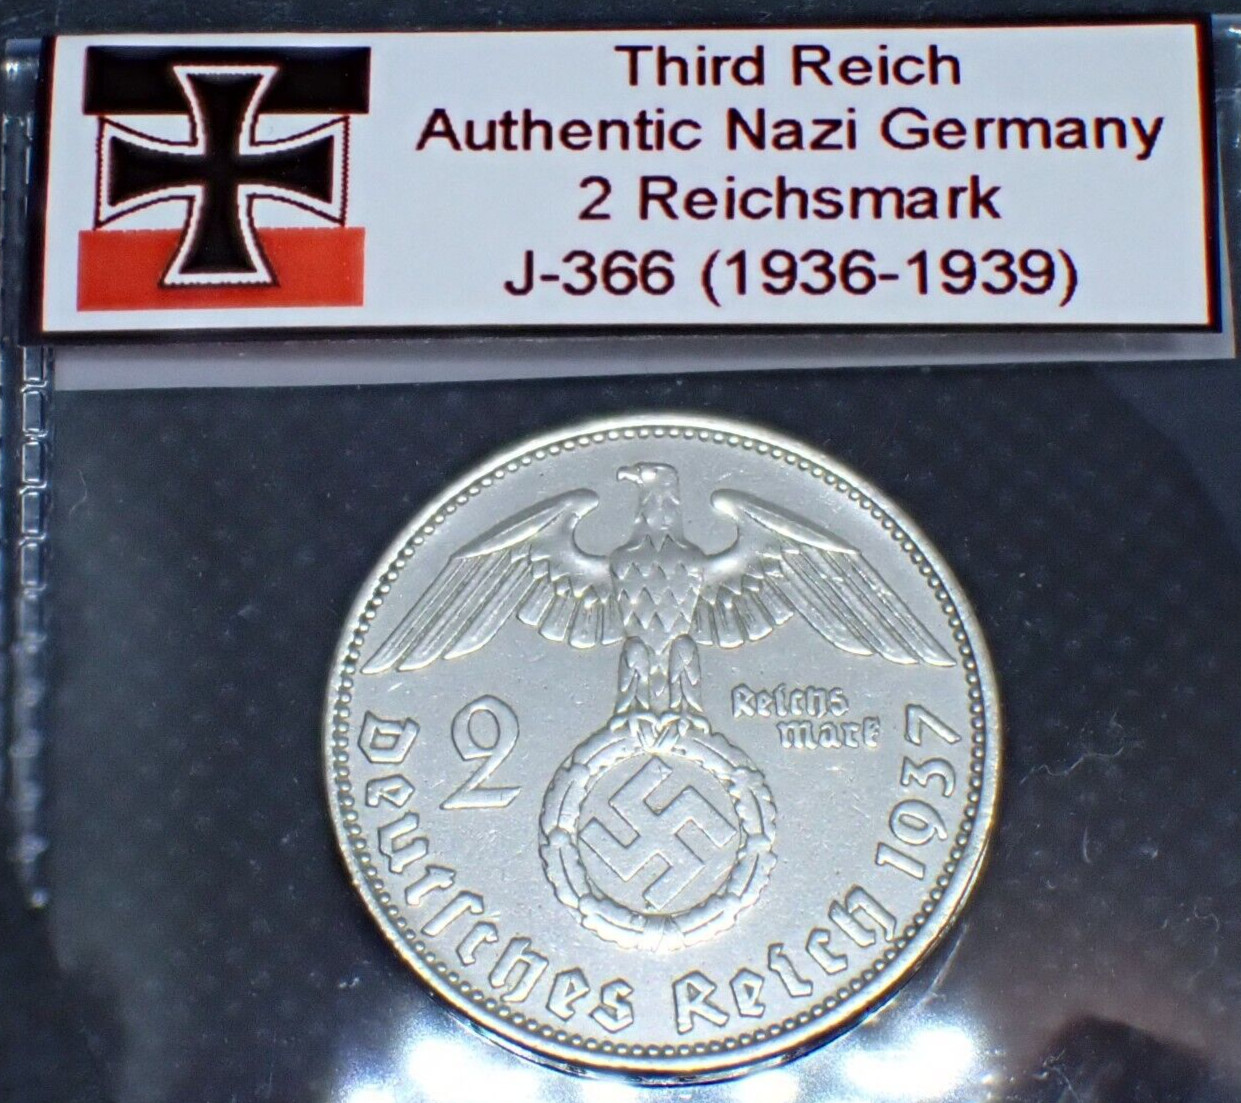 Third Reich
Authentic Nazi Germany
2 Reichsmark
J-366 (1936-1939)
2
Reichs
mark
Deutſches Reich 1937